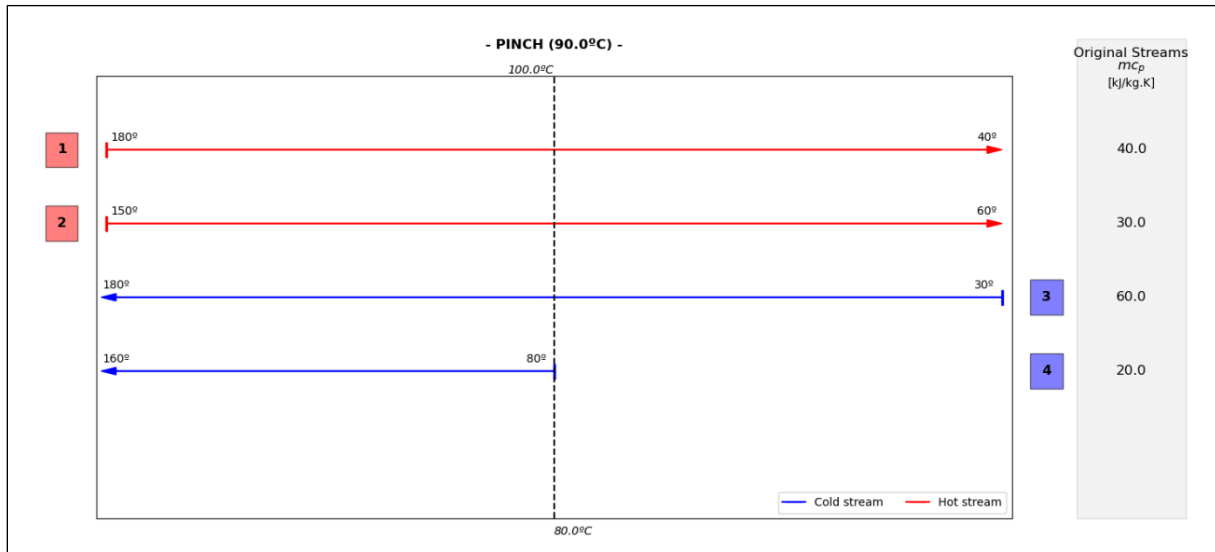 - PINCH (90.0ºC) -
100.0ºC
Original Streams
mcp
[kJ/kg.K]
1
180º
40º
40.0
2
150º
60º
30.0
180º
30º
3
60.0
160º
80º
4
20.0
Cold stream
Hot stream
80.0ºC